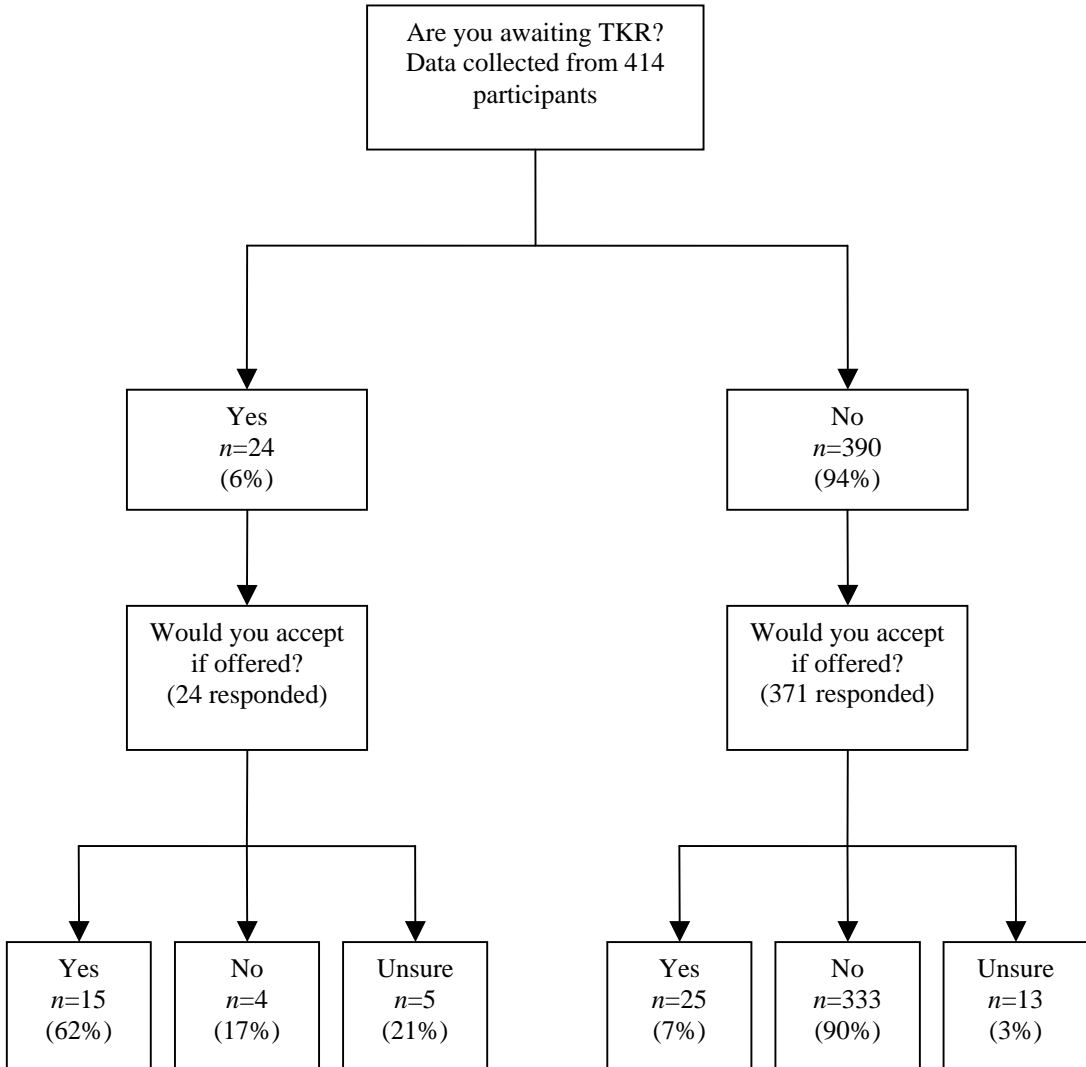 Are you awaiting TKR?
Data collected from 414
participants
Yes
n=24
(6%)
No
n=390
(94%)
Would you accept
if offered?
(24 responded)
Would you accept
if offered?
(371 responded)
Yes
n=15
(62%)
No
n=4
(17%)
Unsure
n=5
(21%)
Yes
n=25
(7%)
No
n=333
(90%)
Unsure
n=13
(3%)